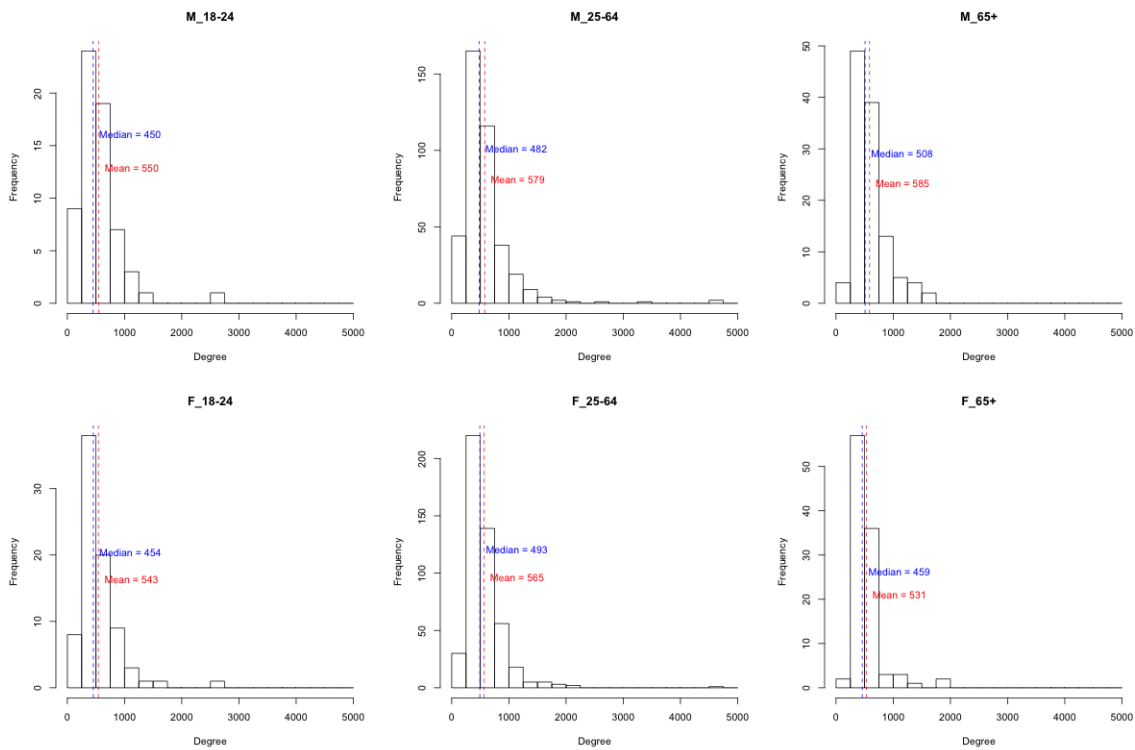 M_18-24
Frequency
0
5
10
15
20
Median = 450
Mean = 550
0 1000 2000 3000 4000 5000
Degree
M_25-64
Frequency
0
50
100
150
Median = 482
Mean = 579
0 1000 2000 3000 4000 5000
Degree
M_65+
Frequency
0
10
20
30
40
50
Median = 508
Mean = 585
0 1000 2000 3000 4000 5000
Degree
F_18-24
Frequency
0
10
20
30
Median = 454
Mean = 543
0 1000 2000 3000 4000 5000
Degree
F_25-64
Frequency
0
50
100
150
200
Median = 493
Mean = 565
0 1000 2000 3000 4000 5000
Degree
F_65+
Frequency
0
10
20
30
40
50
Median = 459
Mean = 531
0 1000 2000 3000 4000 5000
Degree